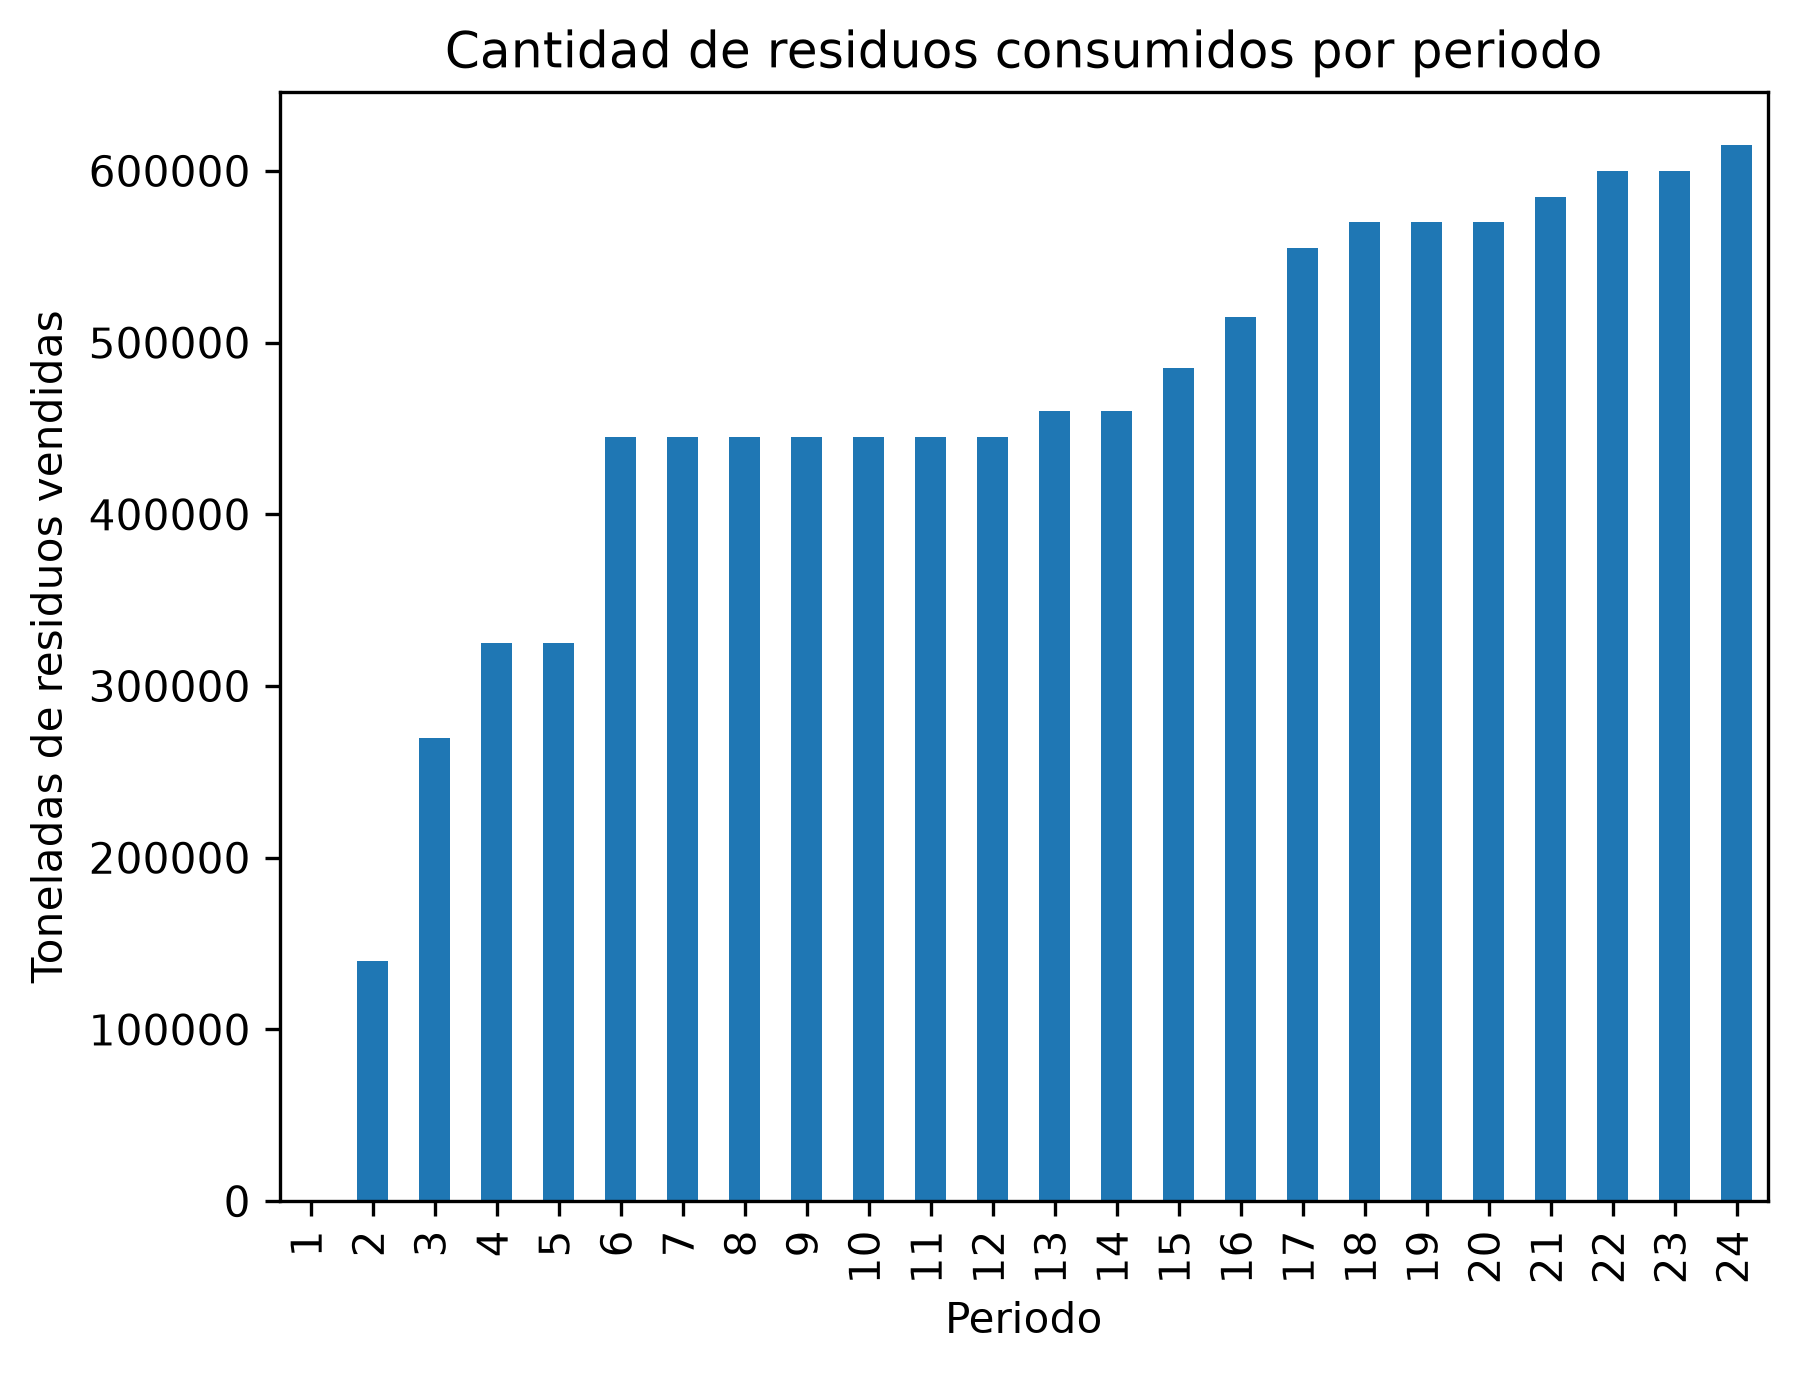 Cantidad de residuos consumidos por periodo
Toneladas de residuos vendidas
600000
500000
400000
300000
200000
100000
0
1 2 3 4 5 6 7 8 9 10 11 12 13 14 15 16 17 18 19 20 21 22 23 24
Periodo